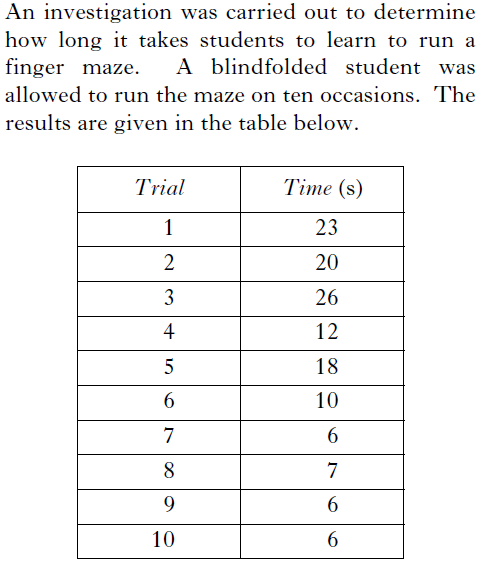 An investigation was carried out to determine
how long it takes students to learn to run a
finger maze. A blindfolded student was
allowed to run the maze on ten occasions. The
results are given in the table below.
Trial Time (s)
1 23
2 20
3 26
4 12
5 18
6 10
7 6
8 7
9 6
10 6